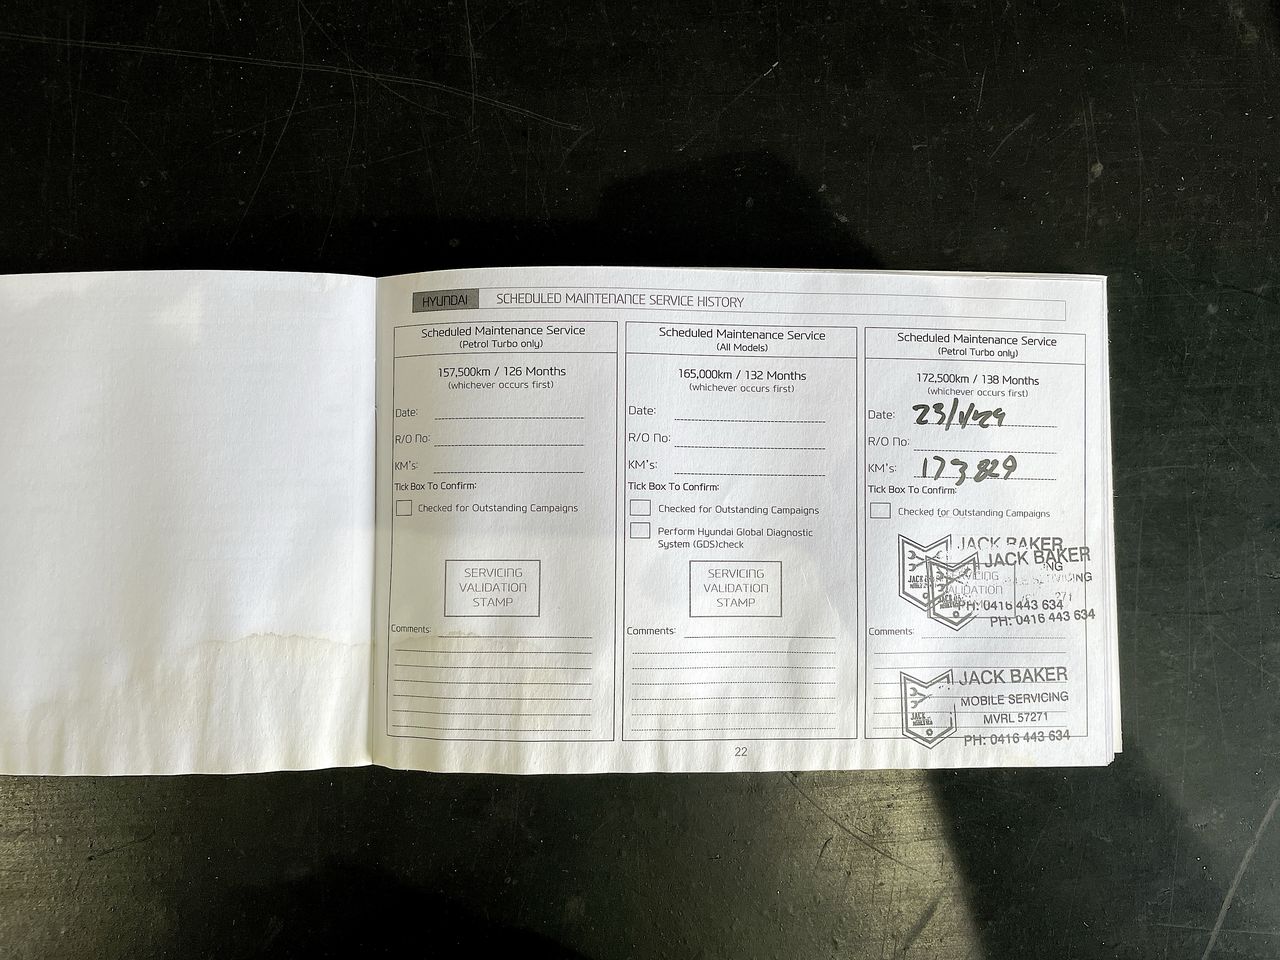 HYUNDAI SCHEDULED MAINTENANCE SERVICE HISTORY
Scheduled Maintenance Service
(Petrol Turbo only)
157,500km / 126 Months
(whichever occurs first)
Date:
R/O No:
KM's:
Tick Box To Confirm:
Checked for Outstanding Campaigns
SERVICING
VALIDATION
STAMP
Comments:
Scheduled Maintenance Service
(All Models)
165,000km / 132 Months
(whichever occurs first)
Date:
R/O No:
KM's:
Tick Box To Confirm:
Checked for Outstanding Campaigns
Perform Hyundai Global Diagnostic
System (GDS)check
SERVICING
VALIDATION
STAMP
Comments:
Scheduled Maintenance Service
(Petrol Turbo only)
172,500km / 138 Months
(whichever occurs first)
Date:
R/O No:
KM's: 173829
Tick Box To Confirm:
Checked for Outstanding Campaigns
JACK BAKER
JACK BAKER
PH: 0416 443 634
PH: 0416 443 634
Comments:
JACK BAKER
MOBILE SERVICING
MVRL 57271
PH: 0416 443 634
22